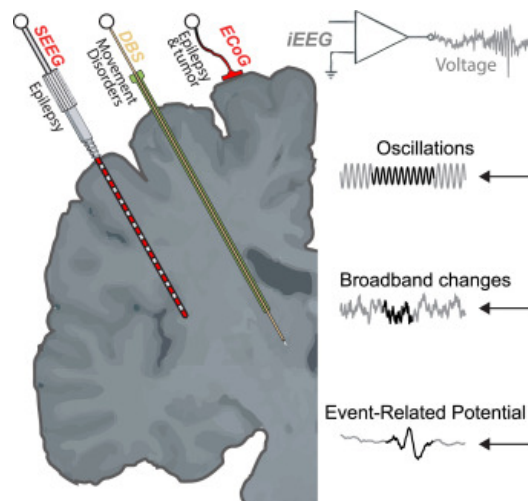 SEEG
Epilepsy
DBS
Movement
Disorders
ECoG
Epilepsy
& tumor
iEEG
Voltage
Oscillations
Broadband changes
Event-Related Potential